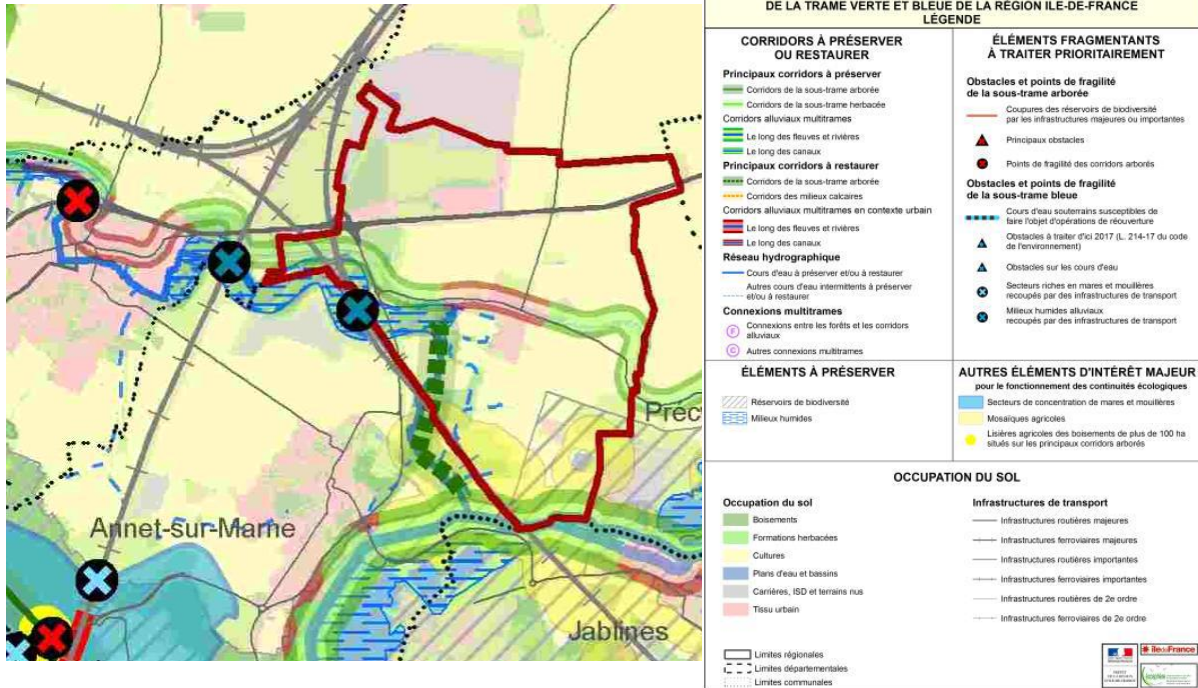 Annet-sur-Marne
Jablines
Préc
DE LA TRAME VERTE ET BLEUE DE LA RÉGION ILE-DE-FRANCE
LÉGENDE
CORRIDORS À PRÉSERVER
OU RESTAURER
Principaux corridors à préserver
Corridors de la sous-trame arborée
Corridors de la sous-trame herbacée
Corridors alluviaux multitrames
Le long des fleuves et rivières
Le long des canaux
Principaux corridors à restaurer
Corridors de la sous-trame arborée
Corridors des milieux calcaires
Corridors alluviaux multitrames en contexte urbain
Le long des fleuves et rivières
Le long des canaux
Réseau hydrographique
Cours d'eau à préserver et/ou à restaurer
Autres cours d'eau intermittents à préserver
et/ou à restaurer
Connexions multitrames
F
Connexions entre les forêts et les corridors
alluviaux
Autres connexions multitrames
ÉLÉMENTS FRAGMENTANTS
À TRAITER PRIORITAIREMENT
Obstacles et points de fragilité
de la sous-trame arborée
Coupures des réservoirs de biodiversité
par les infrastructures majeures ou importantes
Principaux obstacles
Points de fragilité des corridors arborés
Obstacles et points de fragilité
de la sous-trame bleue
Cours d'eau souterrains susceptibles de
faire l'objet d'opérations de réouverture
Obstacles à traiter d'ici 2017 (L. 214-17 du code
de l'environnement)
Obstacles sur les cours d'eau
Secteurs riches en mares et mouillères
recoupés par des infrastructures de transport
Milieux humides alluviaux
recoupés par des infrastructures de transport
ÉLÉMENTS À PRÉSERVER
Réservoirs de biodiversité
Milieux humides
AUTRES ÉLÉMENTS D'INTÉRÊT MAJEUR
pour le fonctionnement des continuités écologiques
Secteurs de concentration de mares et mouillères
Mosaïques agricoles
Lisières agricoles des boisements de plus de 100 ha
situés sur les principaux corridors arborés
OCCUPATION DU SOL
Occupation du sol
Boisements
Formations herbacées
Cultures
Plans d'eau et bassins
Carrières, ISD et terrains nus
Tissu urbain
Infrastructures de transport
Infrastructures routières majeures
Infrastructures ferroviaires majeures
Infrastructures routières importantes
Infrastructures ferroviaires importantes
Infrastructures routières de 2e ordre
Infrastructures ferroviaires de 2e ordre
Limites régionales
Limites départementales
Limites communales
îledeFrance